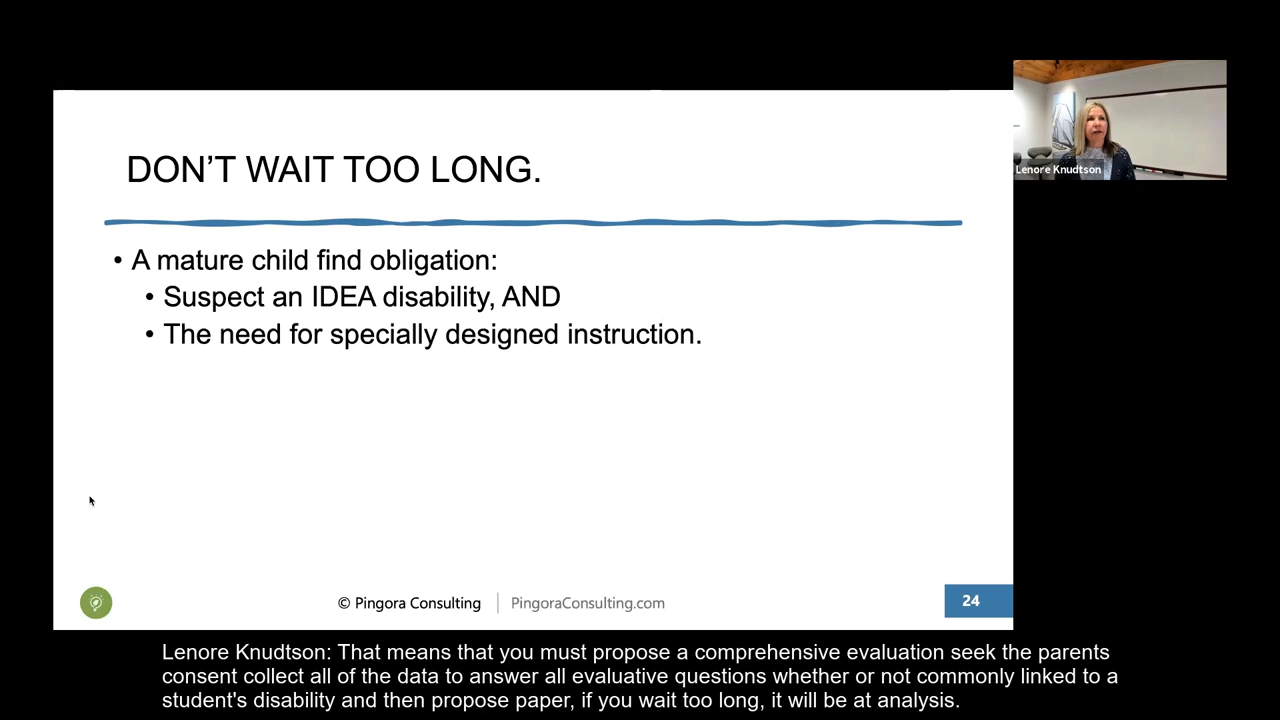 DON'T WAIT TOO LONG.
Lenore Knudtson
• A mature child find obligation:
• Suspect an IDEA disability, AND
• The need for specially designed instruction.
© Pingora Consulting | PingoraConsulting.com
24
Lenore Knudtson: That means that you must propose a comprehensive evaluation seek the parents
consent collect all of the data to answer all evaluative questions whether or not commonly linked to a
student's disability and then propose paper, if you wait too long, it will be at analysis.